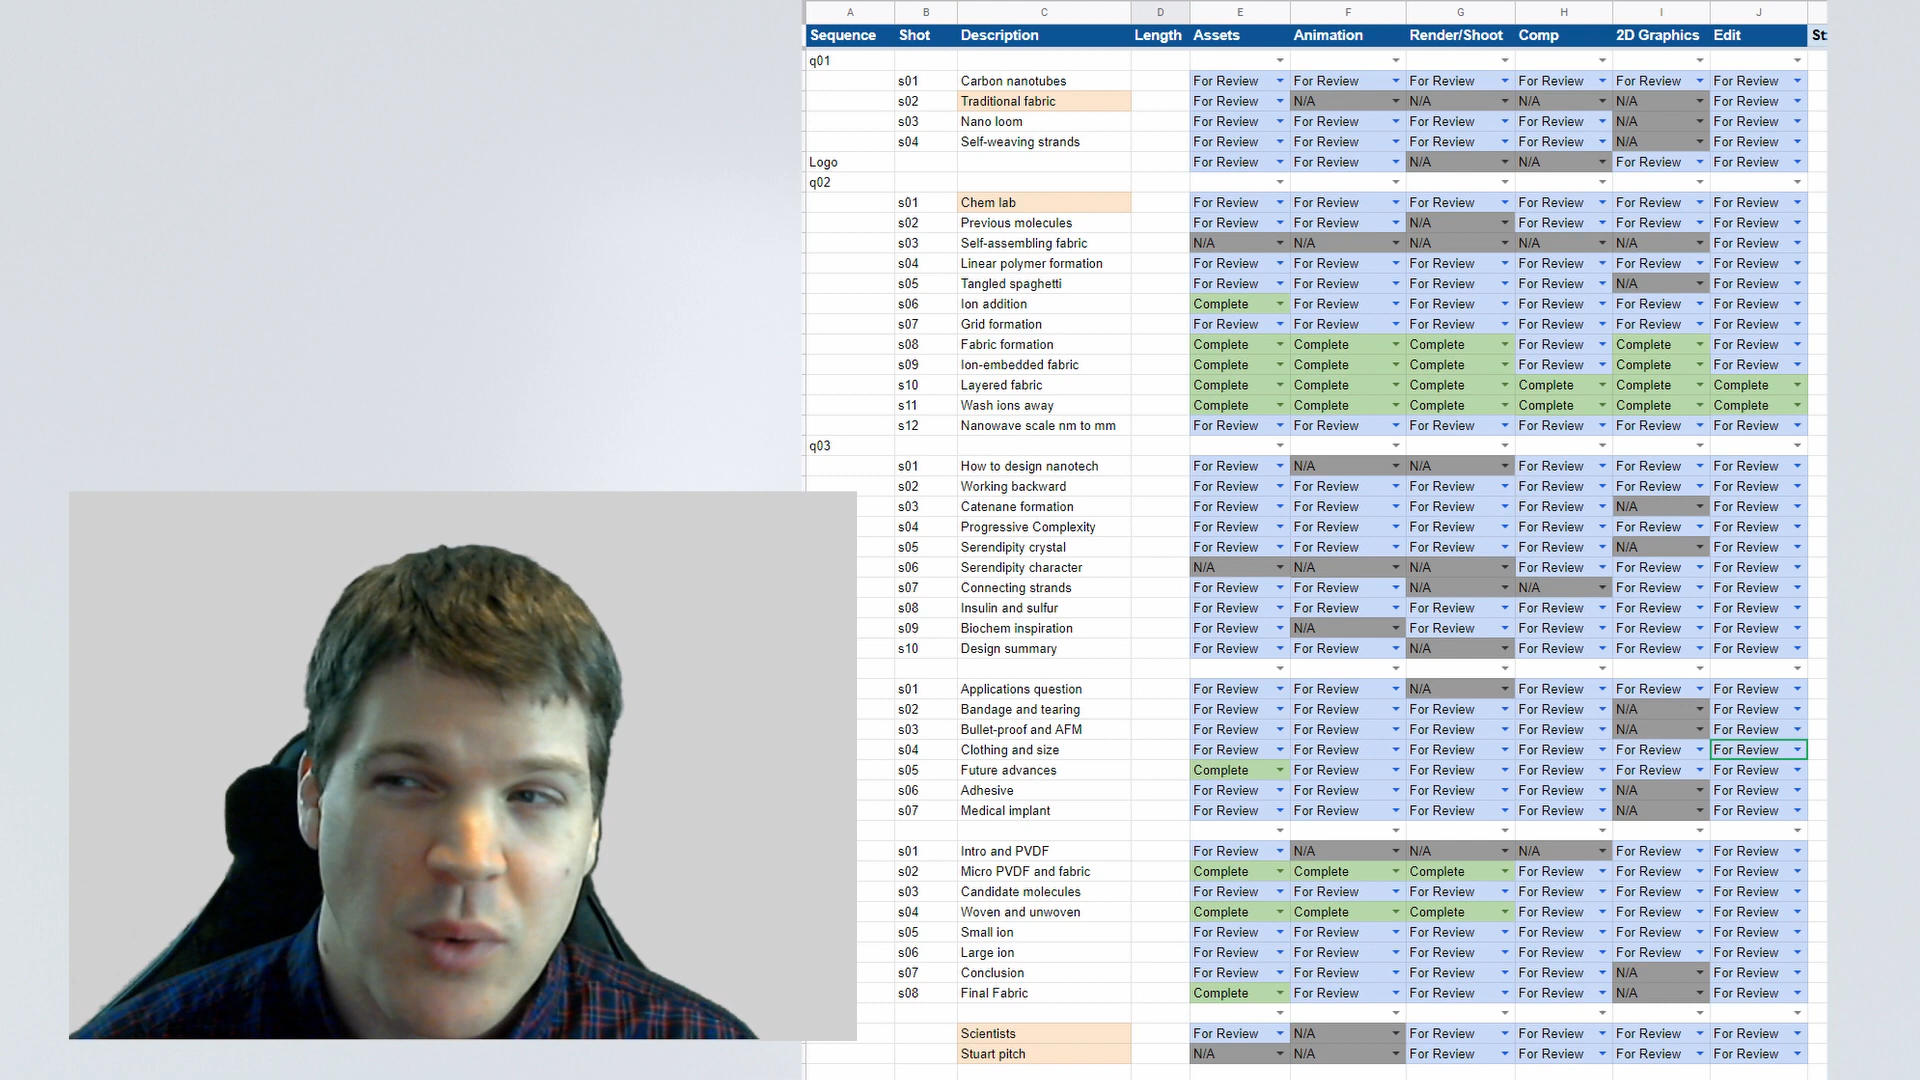 A B C D E F G H I J
Sequence Shot Description Length Assets Animation Render/Shoot Comp 2D Graphics Edit St
q01
s01 Carbon nanotubes For Review For Review For Review For Review For Review For Review
s02 Traditional fabric For Review N/A N/A N/A N/A For Review
s03 Nano loom For Review For Review For Review For Review N/A For Review
s04 Self-weaving strands For Review For Review For Review For Review N/A For Review
Logo For Review For Review N/A N/A For Review For Review
q02
s01 Chem lab For Review For Review For Review For Review For Review For Review
s02 Previous molecules For Review For Review N/A For Review For Review For Review
s03 Self-assembling fabric N/A N/A N/A N/A N/A For Review
s04 Linear polymer formation For Review For Review For Review For Review For Review For Review
s05 Tangled spaghetti For Review For Review For Review For Review N/A For Review
s06 Ion addition Complete For Review For Review For Review For Review For Review
s07 Grid formation For Review For Review For Review For Review For Review For Review
s08 Fabric formation Complete Complete Complete For Review Complete For Review
s09 Ion-embedded fabric Complete Complete Complete For Review Complete For Review
s10 Layered fabric Complete Complete Complete Complete Complete Complete
s11 Wash ions away Complete Complete Complete Complete Complete Complete
s12 Nanowave scale nm to mm For Review For Review For Review For Review For Review For Review
q03
s01 How to design nanotech For Review N/A N/A For Review For Review For Review
s02 Working backward For Review For Review For Review For Review For Review For Review
s03 Catenane formation For Review For Review For Review For Review N/A For Review
s04 Progressive Complexity For Review For Review For Review For Review For Review For Review
s05 Serendipity crystal For Review For Review For Review For Review N/A For Review
s06 Serendipity character N/A N/A N/A For Review For Review For Review
s07 Connecting strands For Review For Review N/A N/A For Review For Review
s08 Insulin and sulfur For Review For Review For Review For Review For Review For Review
s09 Biochem inspiration For Review N/A For Review For Review For Review For Review
s10 Design summary For Review For Review N/A For Review For Review For Review
s01 Applications question For Review For Review N/A For Review For Review For Review
s02 Bandage and tearing For Review For Review For Review For Review N/A For Review
s03 Bullet-proof and AFM For Review For Review For Review For Review N/A For Review
s04 Clothing and size For Review For Review For Review For Review For Review For Review
s05 Future advances Complete For Review For Review For Review For Review For Review
s06 Adhesive For Review For Review For Review For Review N/A For Review
s07 Medical implant For Review For Review For Review For Review N/A For Review
s01 Intro and PVDF For Review N/A N/A N/A For Review For Review
s02 Micro PVDF and fabric Complete Complete Complete For Review For Review For Review
s03 Candidate molecules For Review For Review For Review For Review For Review For Review
s04 Woven and unwoven Complete Complete Complete For Review For Review For Review
s05 Small ion For Review For Review For Review For Review For Review For Review
s06 Large ion For Review For Review For Review For Review For Review For Review
s07 Conclusion For Review For Review For Review For Review N/A For Review
s08 Final Fabric Complete For Review For Review For Review N/A For Review
Scientists For Review N/A For Review For Review For Review For Review
Stuart pitch N/A N/A For Review For Review For Review For Review